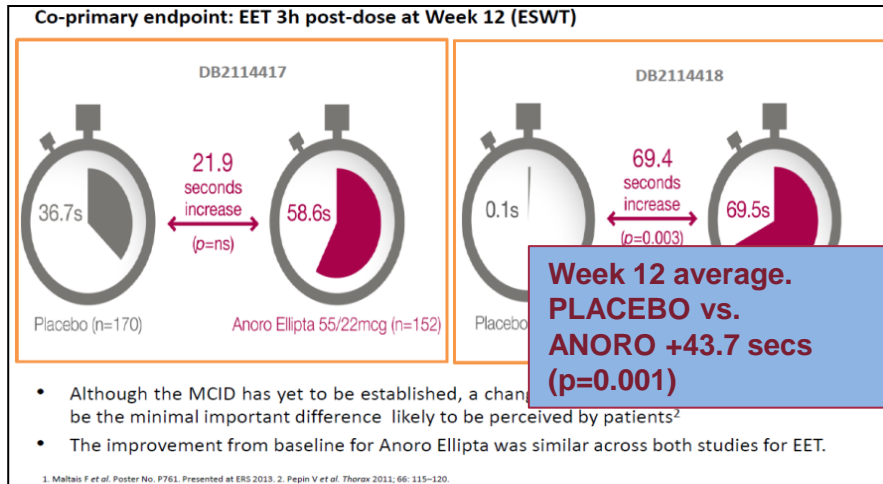 Co-primary endpoint: EET 3h post-dose at Week 12 (ESWT)
DB2114417
21.9
seconds
increase
(p=ns)
36.7s
58.6s
Placebo (n=170)
Anoro Ellipta 55/22mcg (n=152)
DB2114418
69.4
seconds
increase
(p=0.003)
0.1s
69.5s
Placebo
Week 12 average.
PLACEBO vs.
ANORO +43.7 secs
(p=0.001)
• Although the MCID has yet to be established, a chang
be the minimal important difference likely to be perceived by patients2
• The improvement from baseline for Anoro Ellipta was similar across both studies for EET.
1. Maltais F et al. Poster No. P761. Presented at ERS 2013. 2. Pepin V et al. Thorax 2011; 66: 115–120.